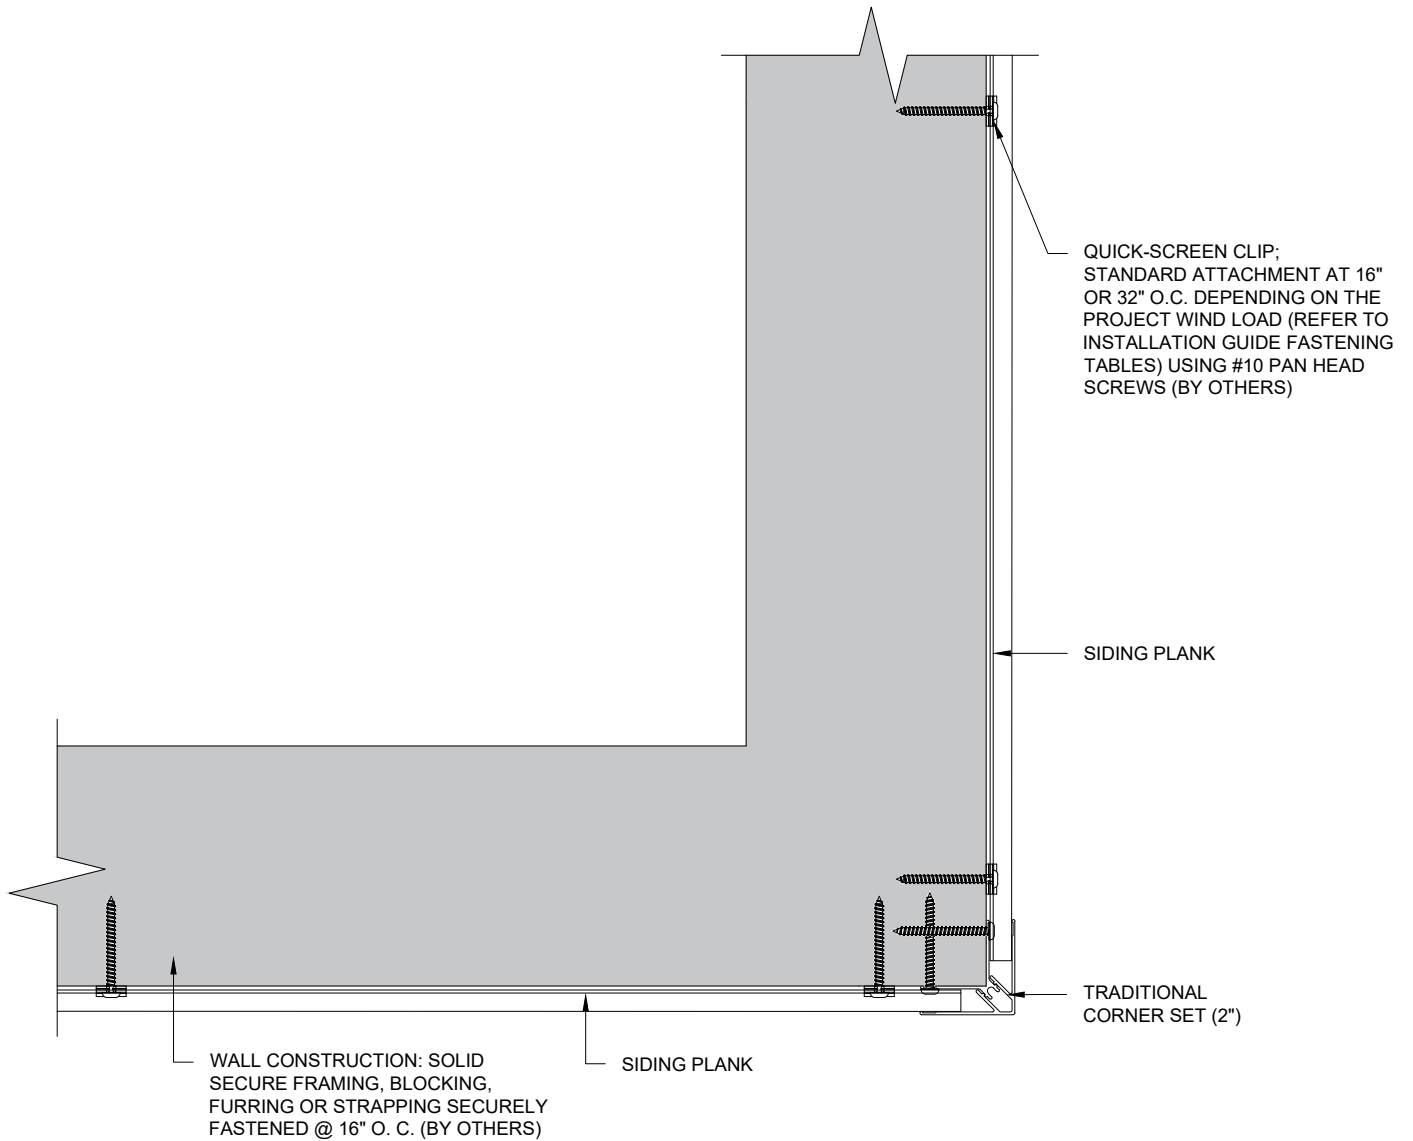 QUICK-SCREEN CLIP;
STANDARD ATTACHMENT AT 16"
OR 32" O.C. DEPENDING ON THE
PROJECT WIND LOAD (REFER TO
INSTALLATION GUIDE FASTENING
TABLES) USING #10 PAN HEAD
SCREWS (BY OTHERS)
SIDING PLANK
TRADITIONAL
CORNER SET (2")
WALL CONSTRUCTION: SOLID
SECURE FRAMING, BLOCKING,
FURRING OR STRAPPING SECURELY
FASTENED @ 16" O. C. (BY OTHERS)
SIDING PLANK